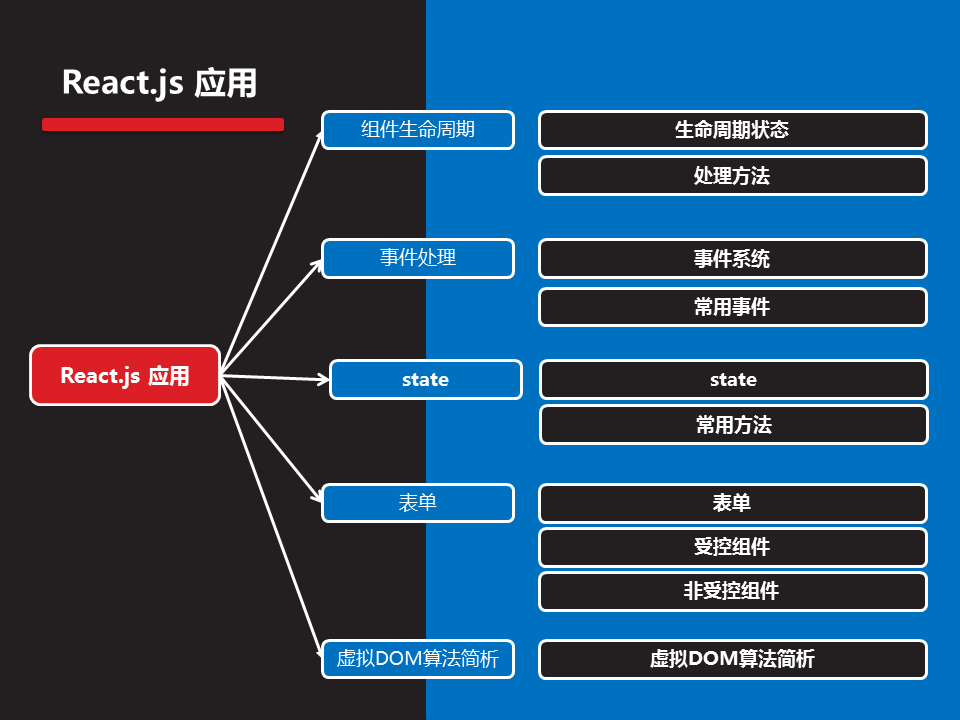 React.js 应用
React.js 应用
组件生命周期
生命周期状态
处理方法
事件处理
事件系统
常用事件
state
state
常用方法
表单
表单
受控组件
非受控组件
虚拟DOM算法简析
虚拟DOM算法简析